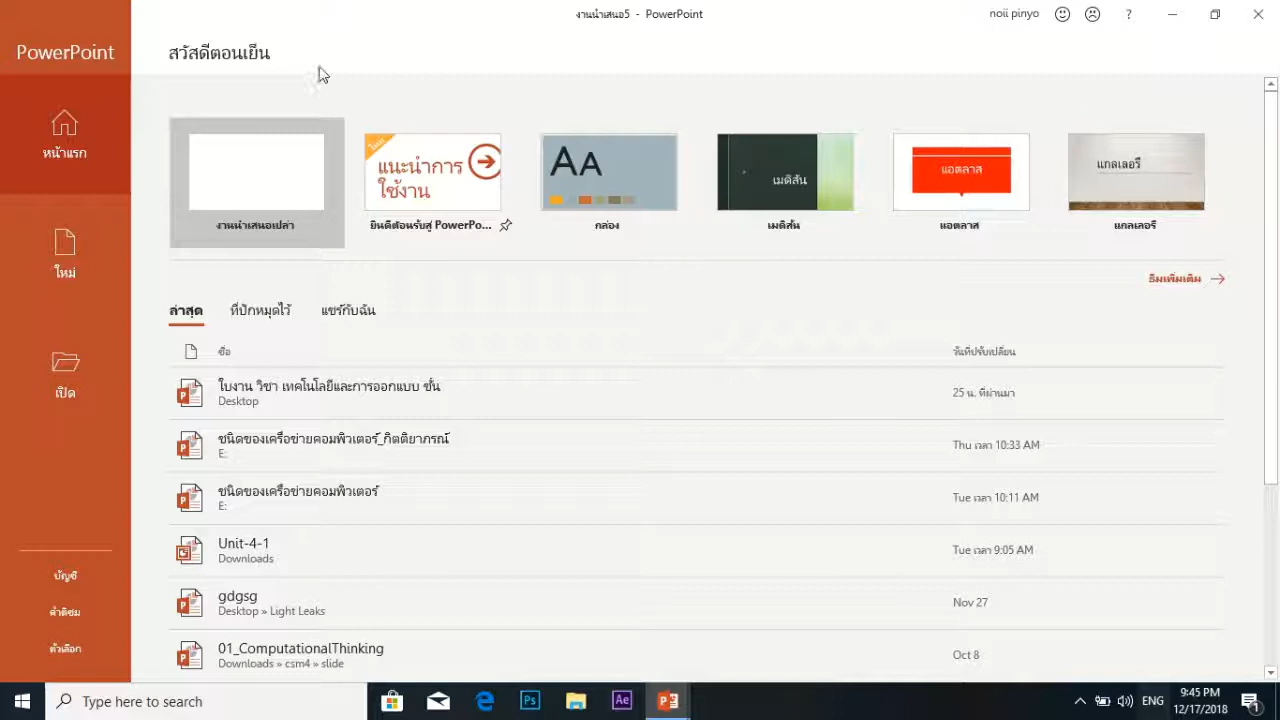 งานนำเสนอ5 - PowerPoint
noii pinyo
?
PowerPoint
สวัสดีตอนเย็น
หน้าแรก
ใหม่
เปิด
บัญชี
คำติชม
ตัวเลือก
ใหม่!
แนะนำการ
ใช้งาน
AA
เมดิสัน
แอตลาส
แกลเลอรี
งานนำเสนอเปล่า
ยินดีต้อนรับสู่ PowerPo...
กล่อง
เมดิสัน
แอตลาส
แกลเลอรี
ธีมเพิ่มเติม
ล่าสุด
ที่ปักหมุดไว้
แชร์กับฉัน
ชื่อ
วันที่ปรับเปลี่ยน
ใบงาน วิชา เทคโนโลยีและการออกแบบ ชั้น
Desktop
25 น. ที่ผ่านมา
ชนิดของเครือข่ายคอมพิวเตอร์_กิตติยาภรณ์
E:
Thu เวลา 10:33 AM
ชนิดของเครือข่ายคอมพิวเตอร์
E:
Tue เวลา 10:11 AM
Unit-4-1
Downloads
Tue เวลา 9:05 AM
gdgsg
Desktop » Light Leaks
Nov 27
01_ComputationalThinking
Downloads » csm4 » slide
Oct 8
Type here to search
Ps
Ae
ENG
9:45 PM
12/17/2018
1